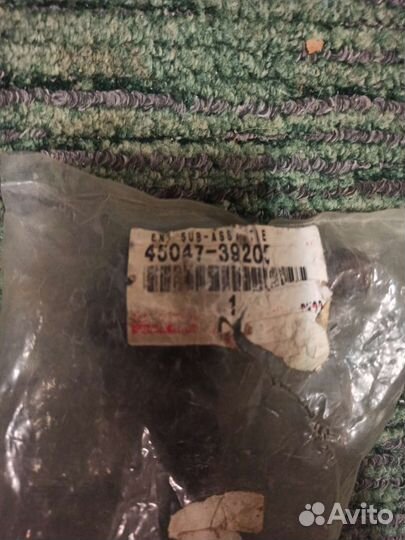 END SUB-ASSY, TIE
45047-39205
1
Avito